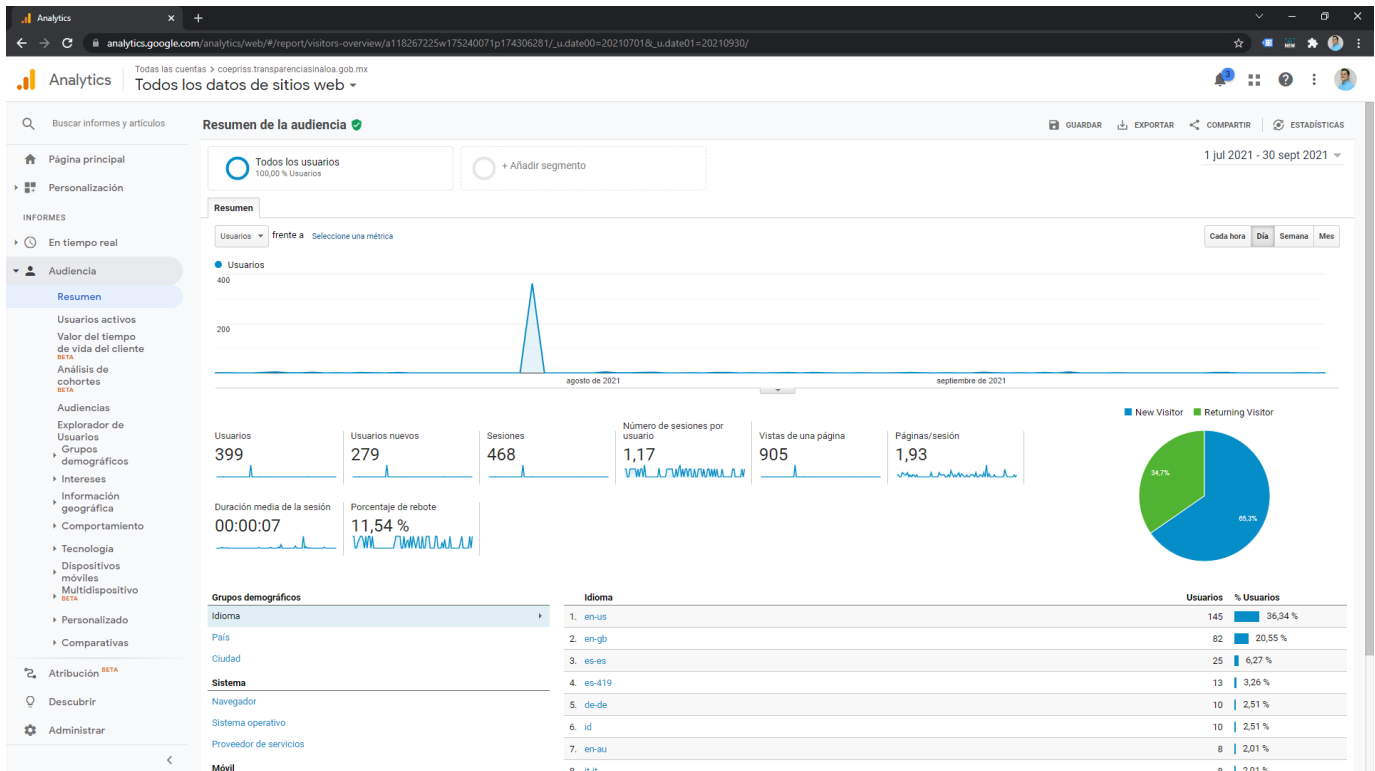 Analytics
analytics.google.com/analytics/web/#/report/visitors-overview/a118267225w175240071p174306281/_u.date00=20210701&_u.date01=20210930/
Analytics
Todas las cuentas > coepriss.transparenciasinaloa.gob.mx
Todos los datos de sitios web
3
Buscar informes y artículos
Página principal
Personalización
INFORMES
En tiempo real
Audiencia
Resumen
Usuarios activos
Valor del tiempo
de vida del cliente
BETA
Análisis de
cohortes
BETA
Audiencias
Explorador de
Usuarios
Grupos
demográficos
Intereses
Información
geográfica
Comportamiento
Tecnología
Dispositivos
móviles
Multidispositivo
BETA
Personalizado
Comparativas
Atribución BETA
Descubrir
Administrar
Resumen de la audiencia
GUARDAR EXPORTAR COMPARTIR ESTADÍSTICAS
Todos los usuarios
100,00 % Usuarios
+ Añadir segmento
1 jul 2021 - 30 sept 2021
Resumen
Usuarios frente a Seleccione una métrica
Cada hora Día Semana Mes
Usuarios
400
200
agosto de 2021 septiembre de 2021
New Visitor Returning Visitor
34,7%
65,3%
Usuarios
399
Usuarios nuevos
279
Sesiones
468
Número de sesiones por
usuario
1,17
Vistas de una página
905
Páginas/sesión
1,93
Duración media de la sesión
00:00:07
Porcentaje de rebote
11,54 %
Grupos demográficos
Idioma
País
Ciudad
Sistema
Navegador
Sistema operativo
Proveedor de servicios
Móvil
Idioma Usuarios % Usuarios
1. en-us 145 36,34 %
2. en-gb 82 20,55 %
3. es-es 25 6,27 %
4. es-419 13 3,26 %
5. de-de 10 2,51 %
6. id 10 2,51 %
7. en-au 8 2,01 %
8. it-it 8 2,01 %